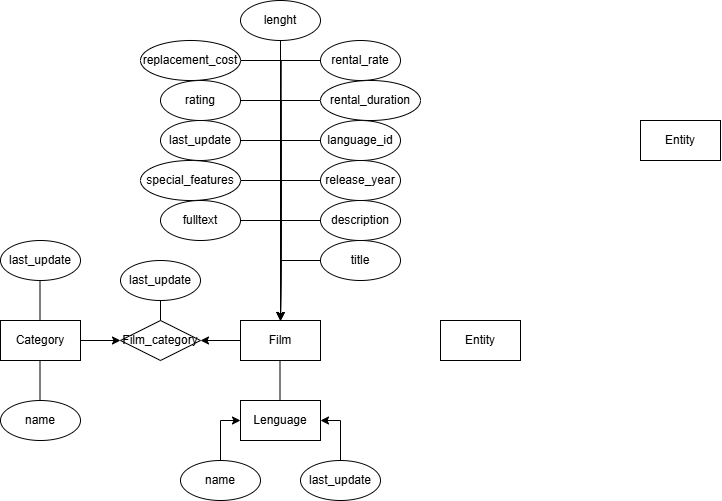 lenght
replacement_cost
rental_rate
rating
rental_duration
last_update
language_id
Entity
special_features
release_year
fulltext
description
last_update
title
last_update
Category
Film_category
Film
Entity
name
Lenguage
name
last_update